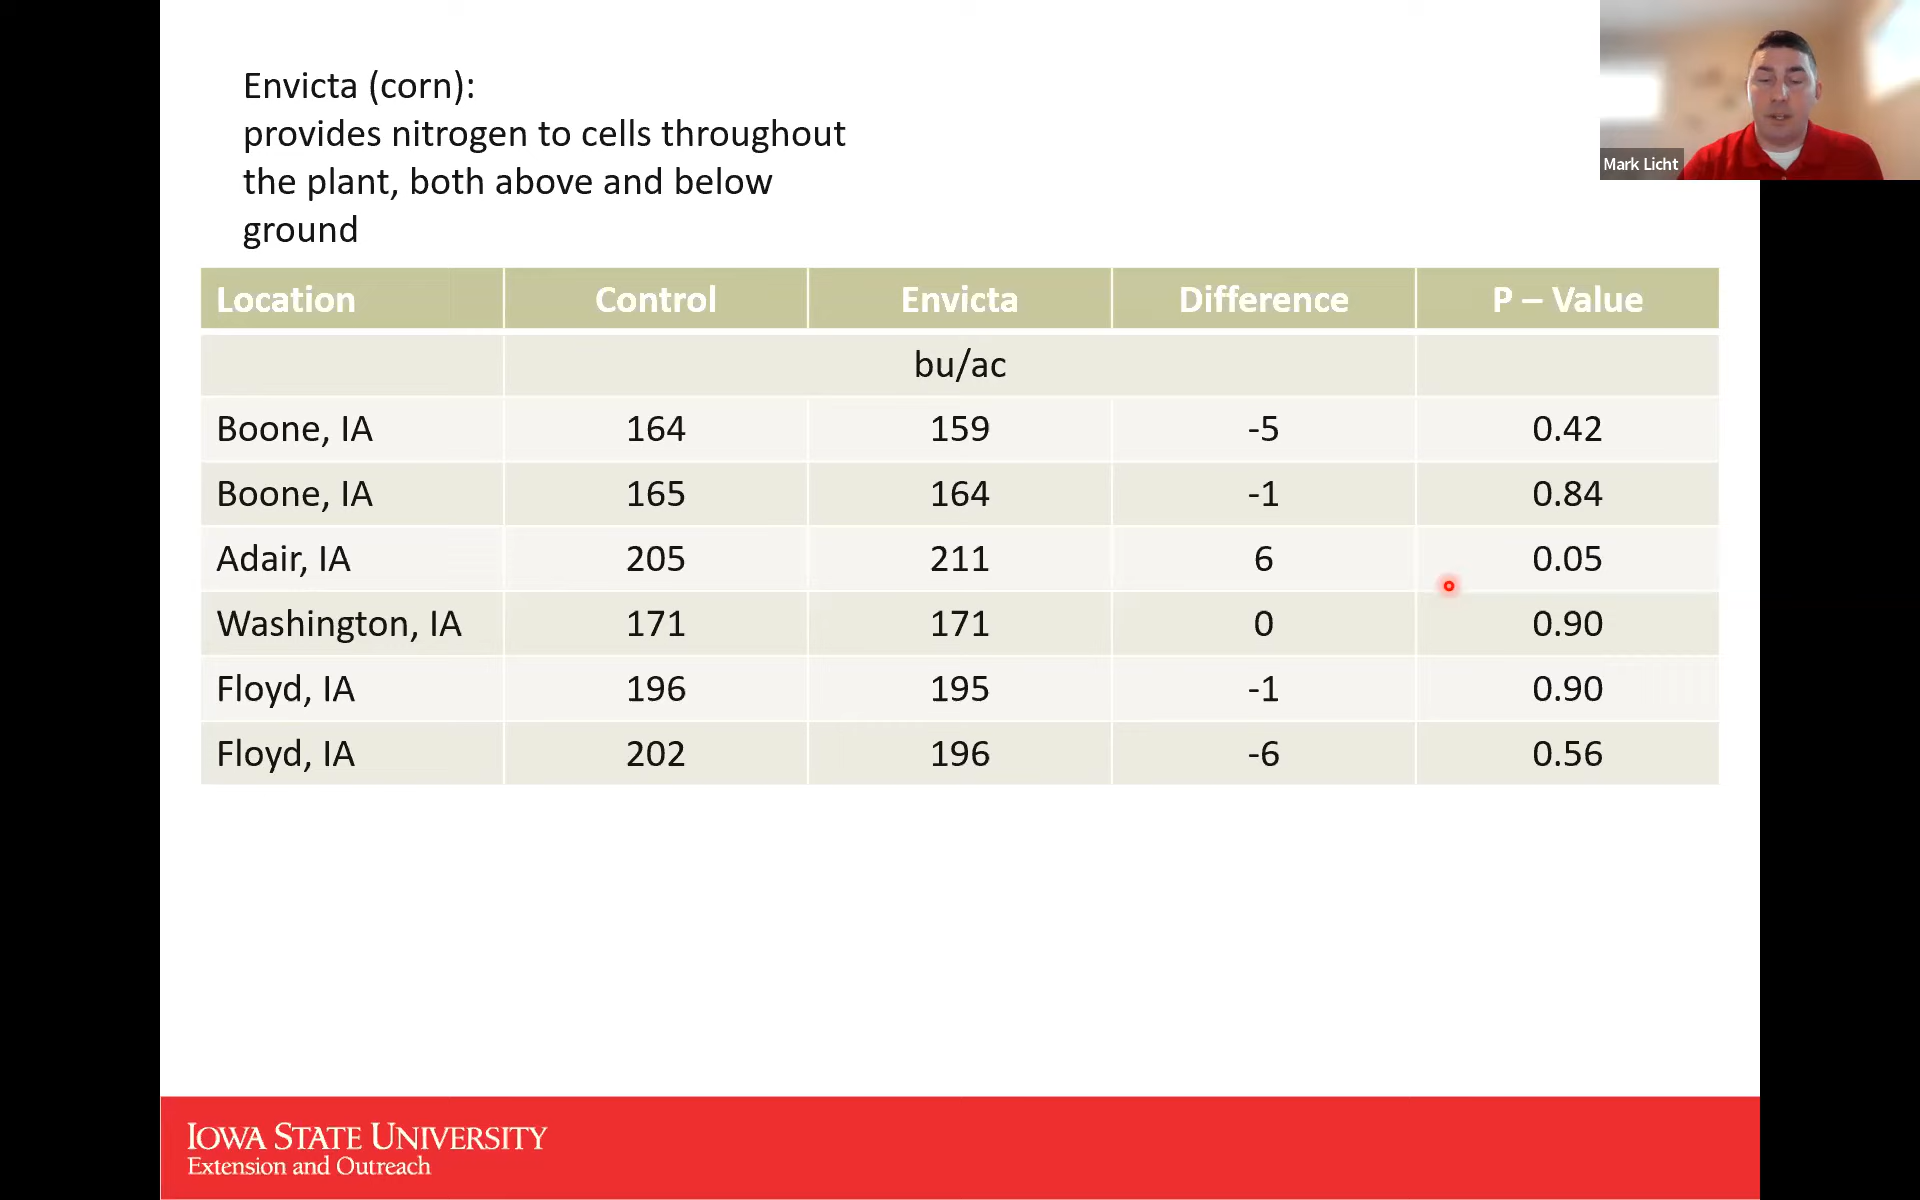 Envicta (corn):
provides nitrogen to cells throughout
the plant, both above and below
ground
Mark Licht
Location Control Envicta Difference P – Value
bu/ac
Boone, IA 164 159 -5 0.42
Boone, IA 165 164 -1 0.84
Adair, IA 205 211 6 0.05
Washington, IA 171 171 0 0.90
Floyd, IA 196 195 -1 0.90
Floyd, IA 202 196 -6 0.56
IOWA STATE UNIVERSITY
Extension and Outreach